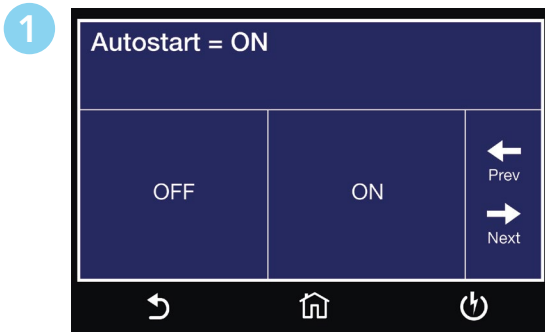 1
Autostart = ON
OFF
ON
Prev
Next